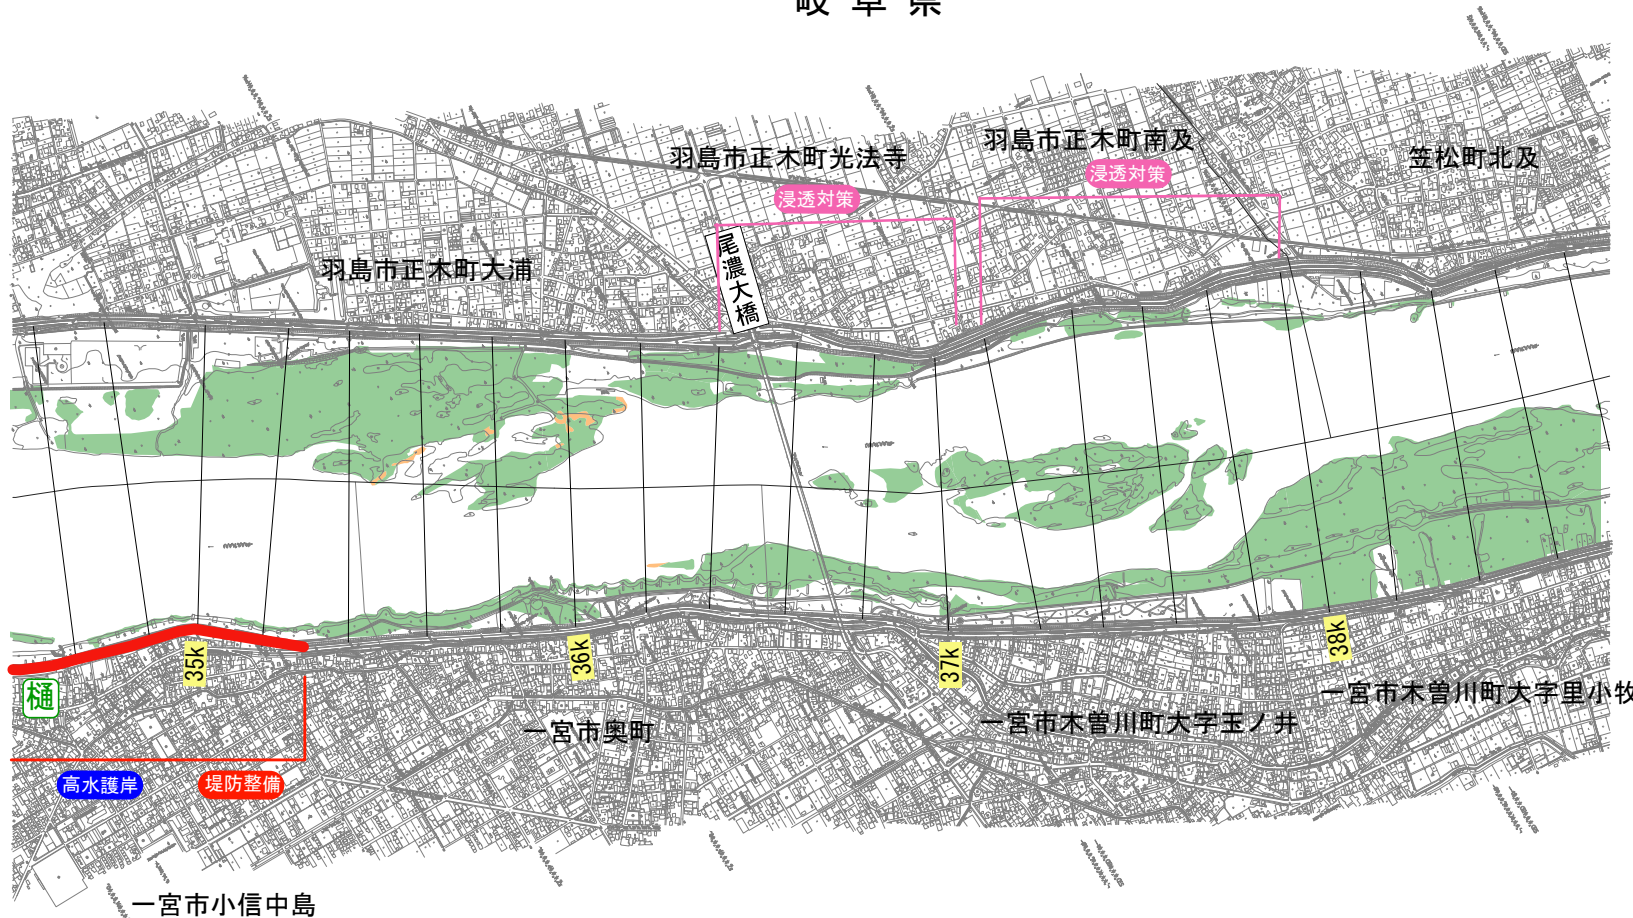 岐阜県
羽島市正木町南及
羽島市正木町光法寺
笠松町北及
浸透対策
浸透対策
尾濃大橋
羽島市正木町大浦
35k
36k
37k
38k
樋
一宮市木曽川町大字里小牧
一宮市奥町
一宮市木曽川町大字玉ノ井
高水護岸
堤防整備
一宮市小信中島